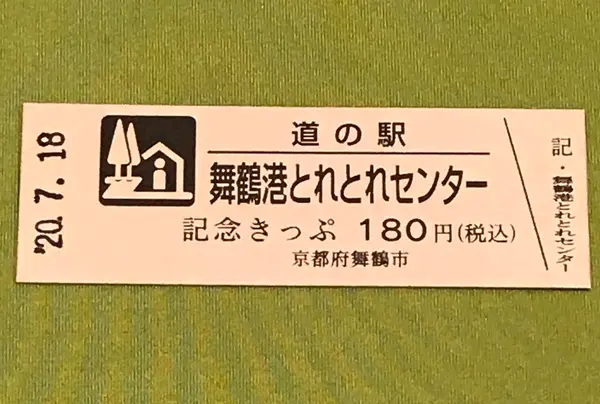 '20.7.18
道の駅
舞鶴港とれとれセンター
記念きっぷ 180円(税込)
京都府舞鶴市
記・舞鶴港とれとれセンター